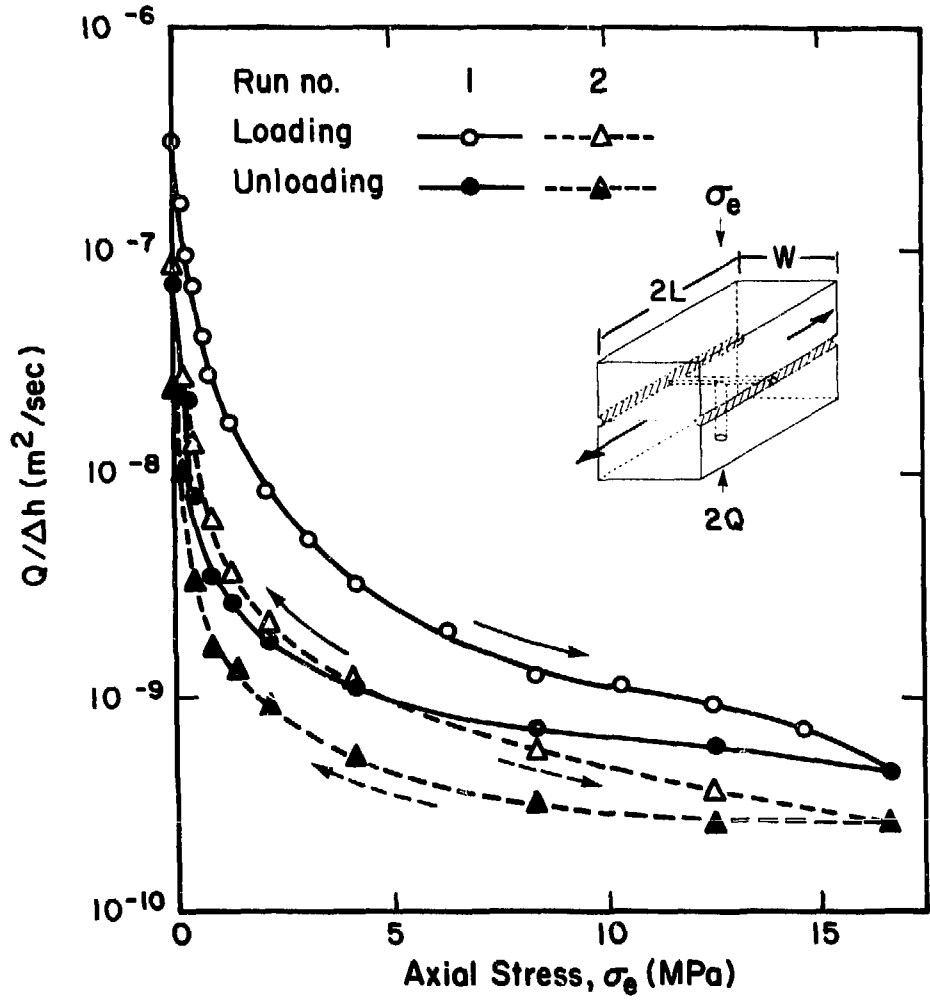 10⁻⁶
Run no. 1 2
Loading
Unloading
σₑ
10⁻⁷
W
2L
10⁻⁸
2Q
Q/Δh (m²/sec)
10⁻⁹
10⁻¹⁰
0 5 10 15
Axial Stress, σₑ (MPa)